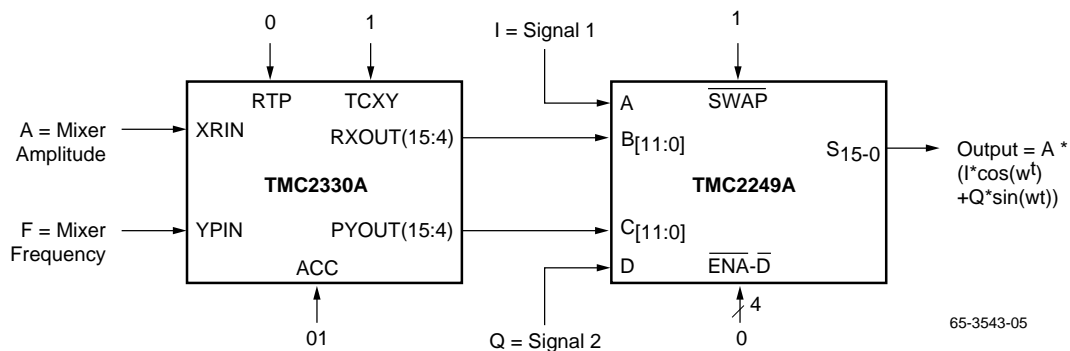 0
1
I = Signal 1
1
RTP
TCXY
A
SWAP
A = Mixer
Amplitude
XRIN
RXOUT(15:4)
B[11:0]
S15-0
Output = A *
(I*cos(wt)
+Q*sin(wt))
TMC2330A
TMC2249A
F = Mixer
Frequency
YPIN
PYOUT(15:4)
C[11:0]
ACC
D
ENA-D
4
01
Q = Signal 2
0
65-3543-05